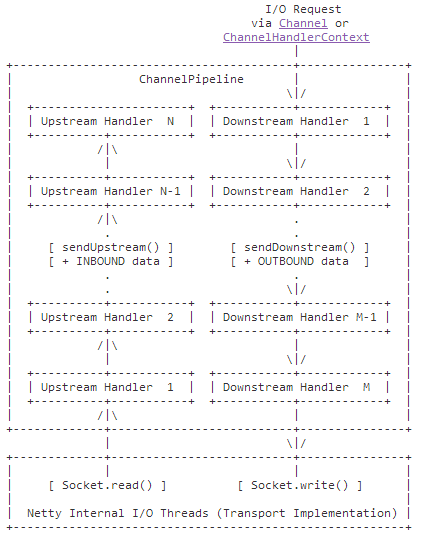 I/O Request
via Channel or
ChannelHandlerContext
ChannelPipeline
Upstream Handler N Downstream Handler 1
Upstream Handler N-1 Downstream Handler 2
[ sendUpstream() ] [ sendDownstream() ]
[ + INBOUND data ] [ + OUTBOUND data ]
Upstream Handler 2 Downstream Handler M-1
Upstream Handler 1 Downstream Handler M
[ Socket.read() ] [ Socket.write() ]
Netty Internal I/O Threads (Transport Implementation)